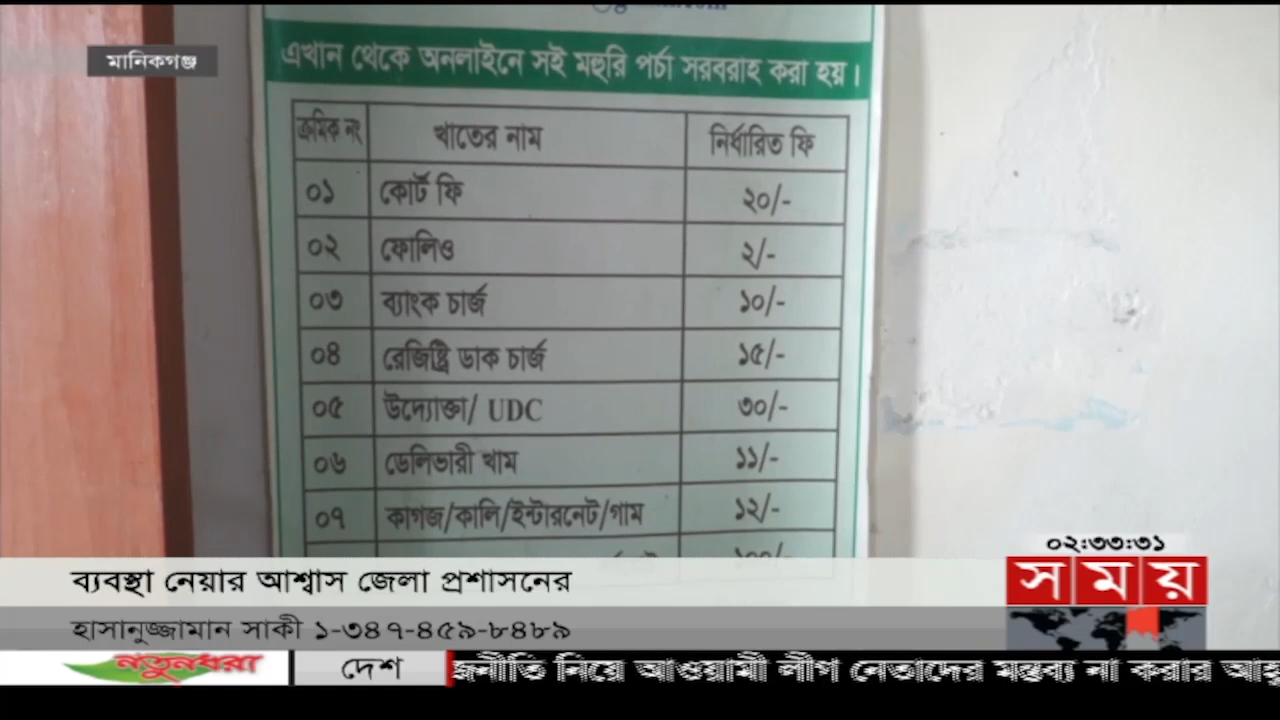 মানিকগঞ্জ
এখান থেকে অনলাইনে সই মহুরি পর্চা সরবরাহ করা হয়।
ক্রমিক নং খাতের নাম নির্ধারিত ফি
০১ কোর্ট ফি ২০/-
০২ ফোলিও ২/-
০৩ ব্যাংক চার্জ ১০/-
০৪ রেজিষ্ট্রি ডাক চার্জ ১৫/-
০৫ উদ্যোক্তা/ UDC ৩০/-
০৬ ডেলিভারী খাম ১১/-
০৭ কাগজ/কালি/ইন্টারনেট/গাম ১২/-
১০০/-
০২:৩৩:৩১
সময়
ব্যবস্থা নেয়ার আশ্বাস জেলা প্রশাসনের
হাসানুজ্জামান সাকী ১-৩৪৭-৪৫৯-৮৪৮৯
নতুনধরা দেশ নিয়ে আওয়ামী লীগ নেতাদের মন্তব্য না করার